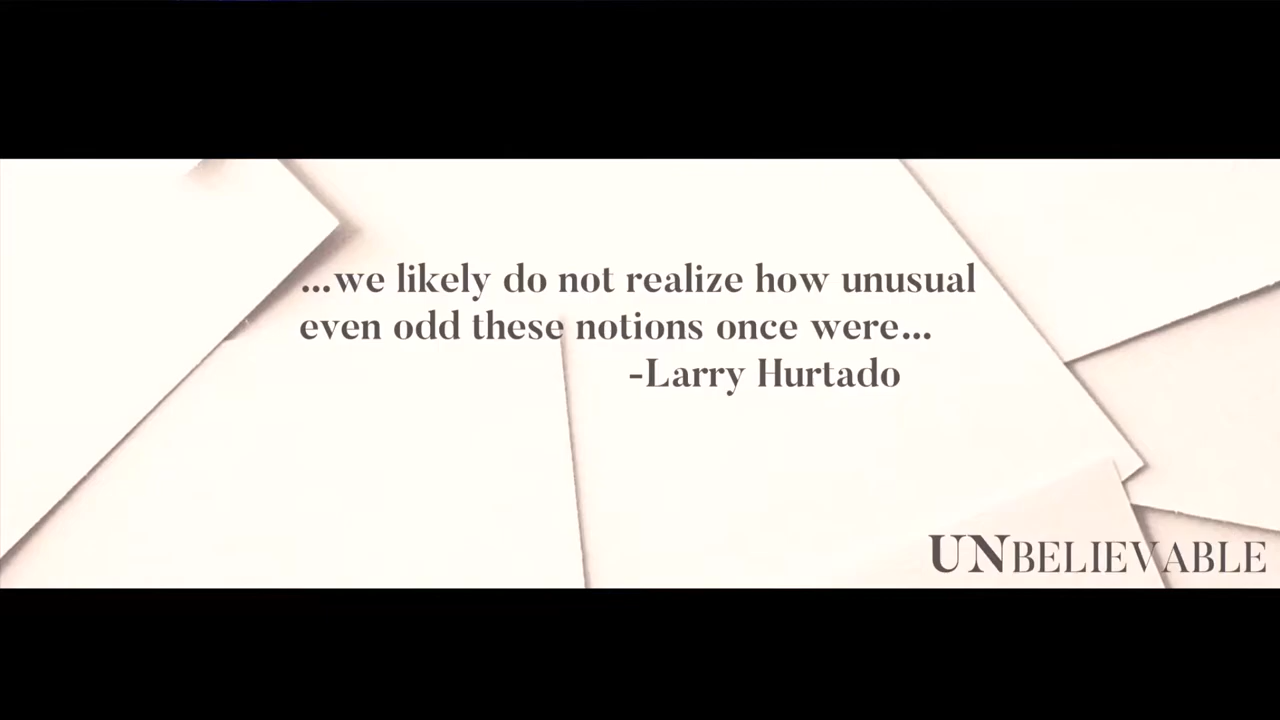 ...we likely do not realize how unusual
even odd these notions once were...
-Larry Hurtado
UNBELIEVABLE